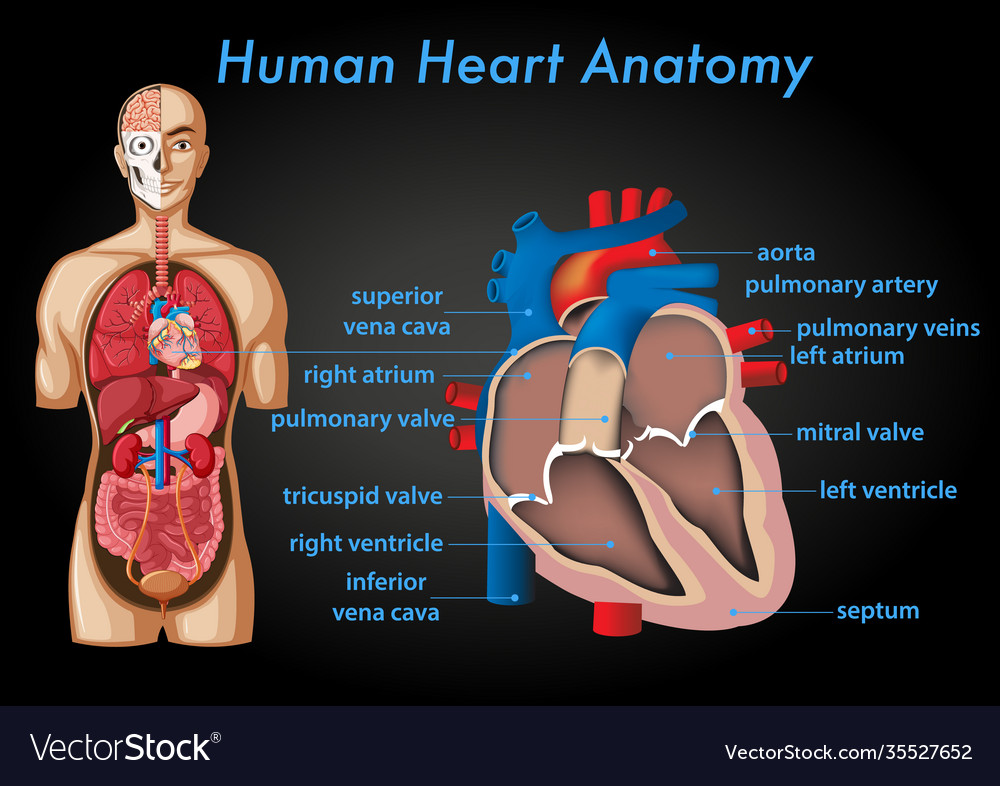 Human Heart Anatomy
superior
vena cava
right atrium
pulmonary valve
tricuspid valve
right ventricle
inferior
vena cava
aorta
pulmonary artery
pulmonary veins
left atrium
mitral valve
left ventricle
septum
VectorStock®
VectorStock.com/35527652